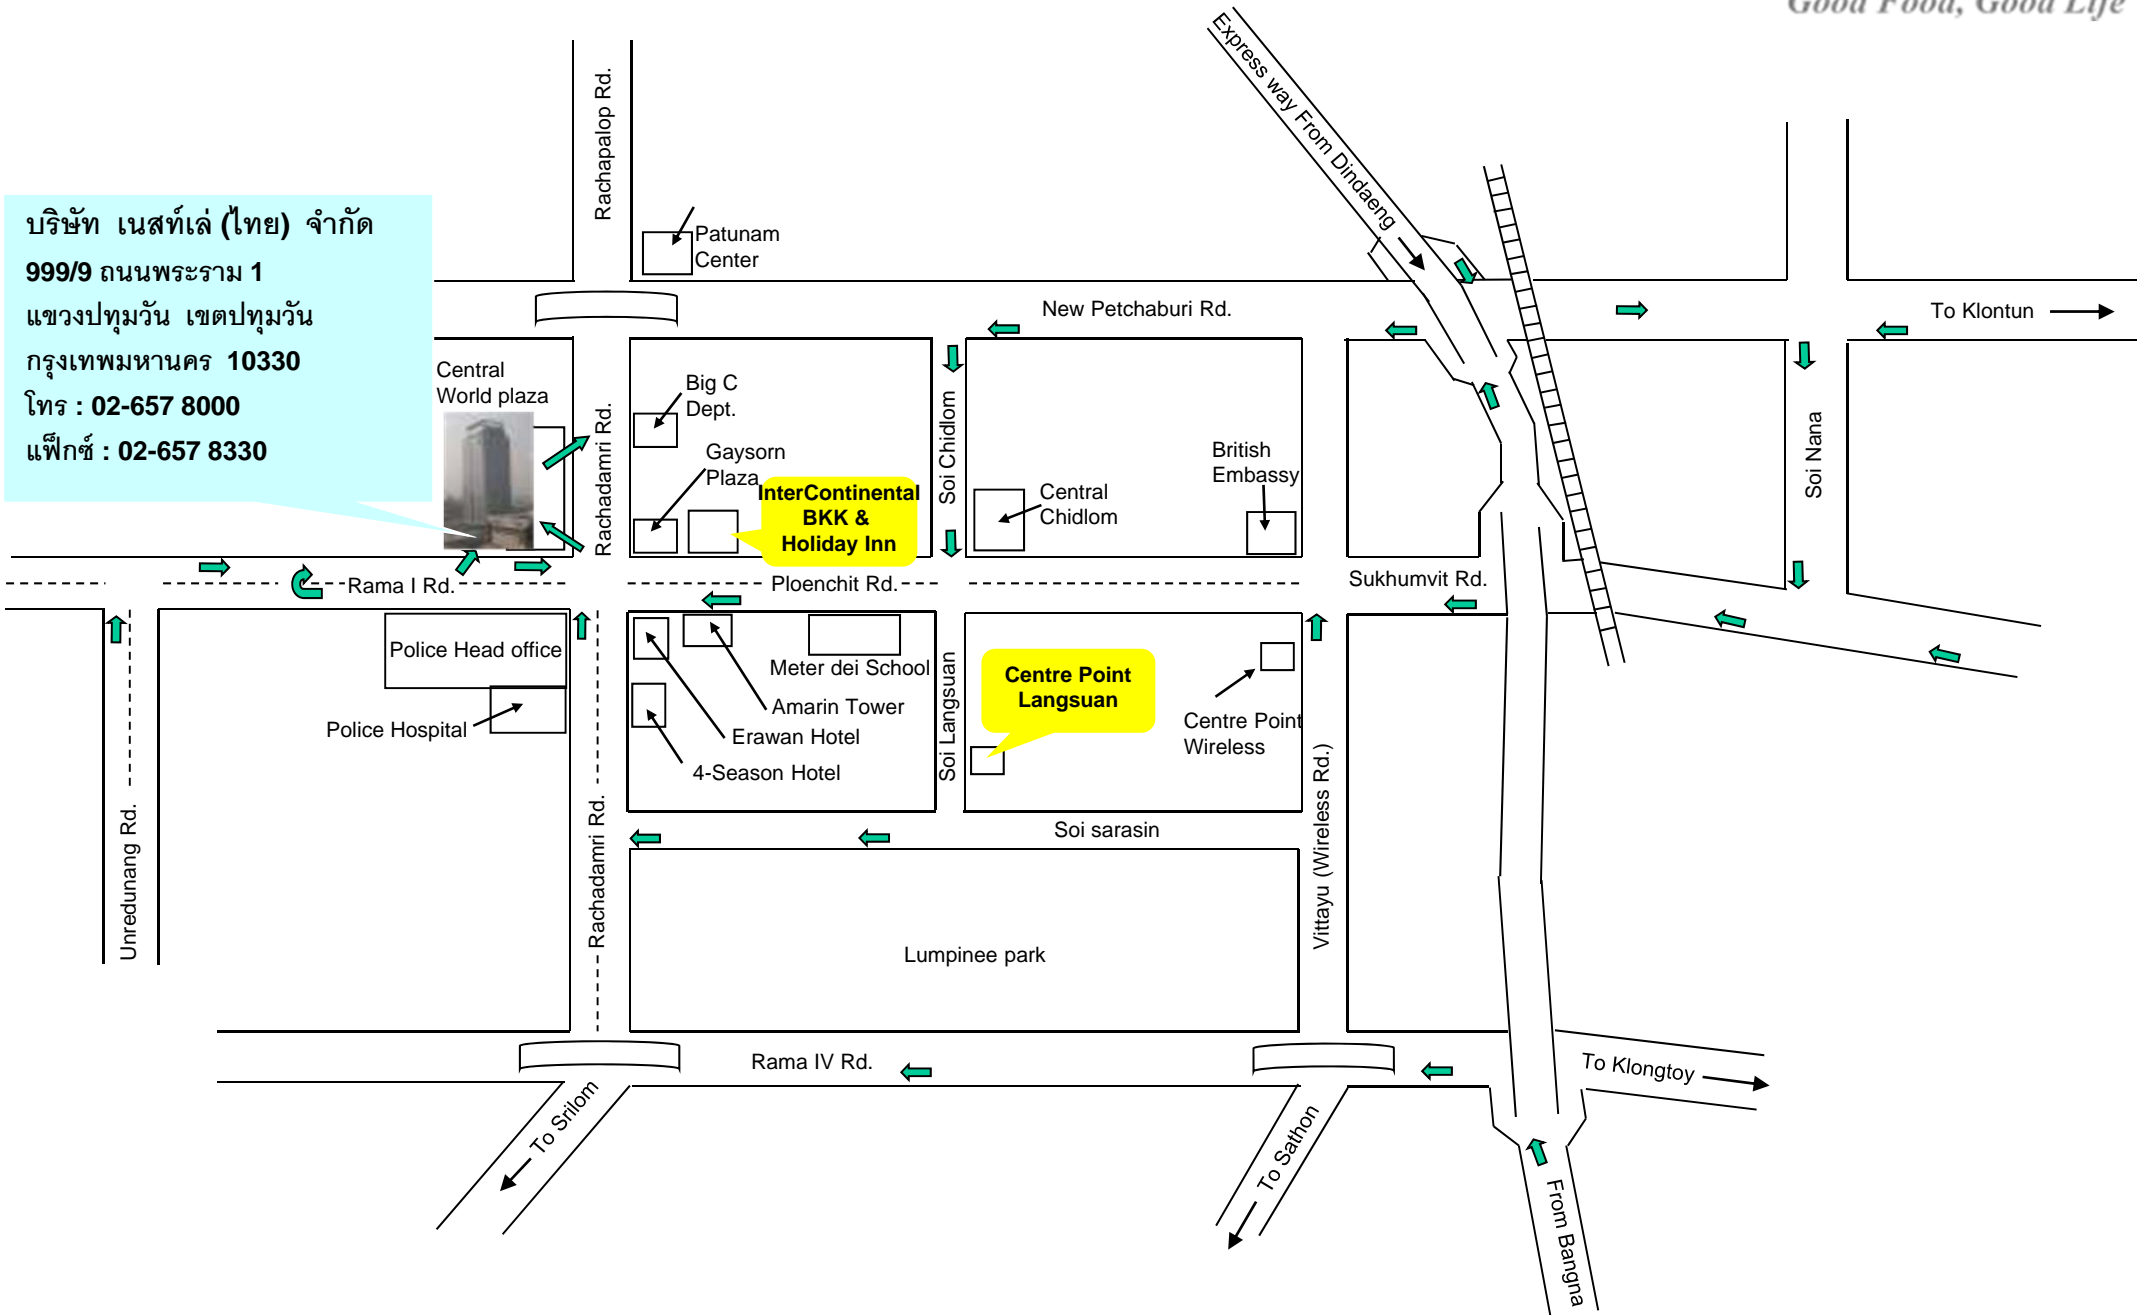 Good Food, Good Life
Express way From Dindaeng
Rachapalop Rd.
บริษัท เนสท์เล่ (ไทย) จำกัด
999/9 ถนนพระราม 1
แขวงปทุมวัน เขตปทุมวัน
กรุงเทพมหานคร 10330
โทร : 02-657 8000
แฟ็กซ์ : 02-657 8330
Patunam
Center
New Petchaburi Rd.
To Klontun
Central
World plaza
Rachadamri Rd.
Big C
Dept.
Gaysorn
Plaza
InterContinental
BKK &
Holiday Inn
Soi Chidlom
Central
Chidlom
British
Embassy
Soi Nana
Rama I Rd.
Ploenchit Rd.
Sukhumvit Rd.
Police Head office
Police Hospital
Meter dei School
Amarin Tower
Erawan Hotel
4-Season Hotel
Soi Langsuan
Centre Point
Langsuan
Centre Point
Wireless
Unredunang Rd.
Rachadamri Rd.
Soi sarasin
Vittayu (Wireless Rd.)
Lumpinee park
Rama IV Rd.
To Klongtoy
To Srilom
To Sathon
From Bangna